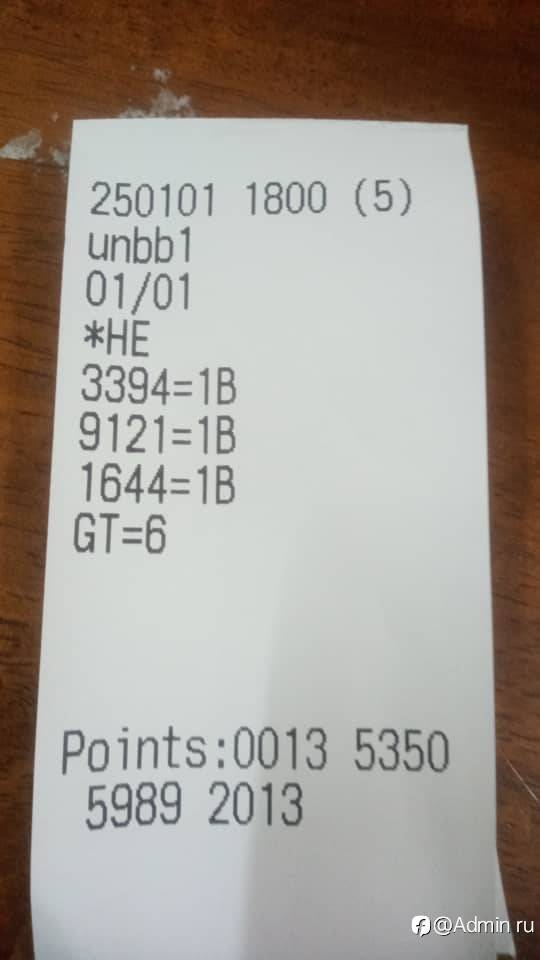 250101 1800 (5)
unbb1
01/01
*HE
3394=1B
9121=1B
1644=1B
GT=6
Points:0013 5350
5989 2013
@Admin ru